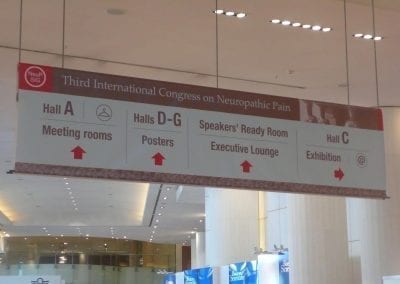 Third International Congress on Neuropathic Pain
Hall A
Meeting rooms
Halls D-G
Posters
Speakers' Ready Room
Executive Lounge
Hall C
Exhibition @